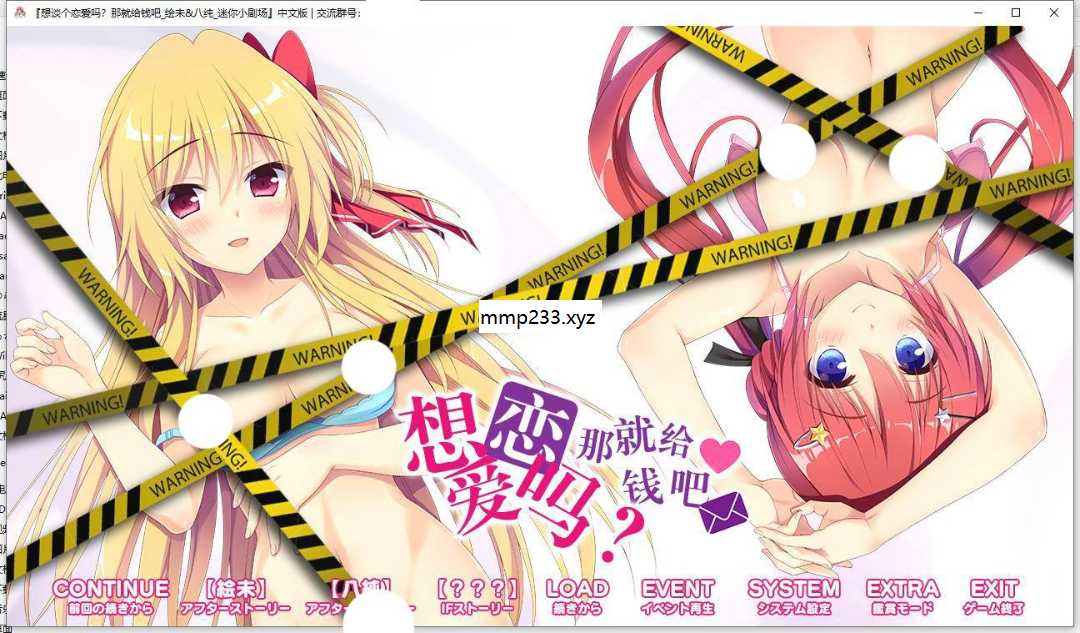 『想谈个恋爱吗？那就给钱吧_绘未&八纯_迷你小剧场』中文版 | 交流群号：
WARNING!
WARNING!
WARNING!
WARNING!
WARNING!
WARNING!
WARNING!
WARNING!
WARNING!
WARNING!
WARNING!
mmp233.xyz
想恋爱吗？
那就给钱吧
CONTINUE
前回の続きから
【絵未】
アフターストーリー
【八純】
アフ
【？？？】
IFストーリー
LOAD
続きから
EVENT
イベント再生
SYSTEM
システム設定
EXTRA
鑑賞モード
EXIT
ゲーム終了